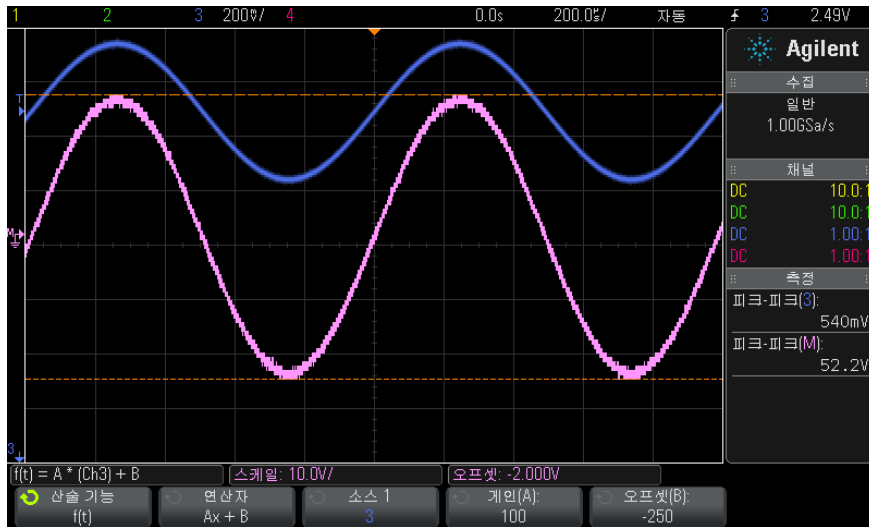 1 2 3 200℧/ 4 0.0s 200.0㎲/ 자동 3 2.49V
Agilent
수집
일반
1.00GSa/s
채널
DC 10.0:1
DC 10.0:1
DC 1.00:1
DC 1.00:1
측정
피크-피크(3):
540mV
피크-피크(M):
52.2V
T
M
3
f(t) = A * (Ch3) + B 스케일: 10.0V/ 오프셋: -2.000V
산술 기능 연산자 소스 1 게인(A): 오프셋(B):
f(t) Ax + B 3 100 -250